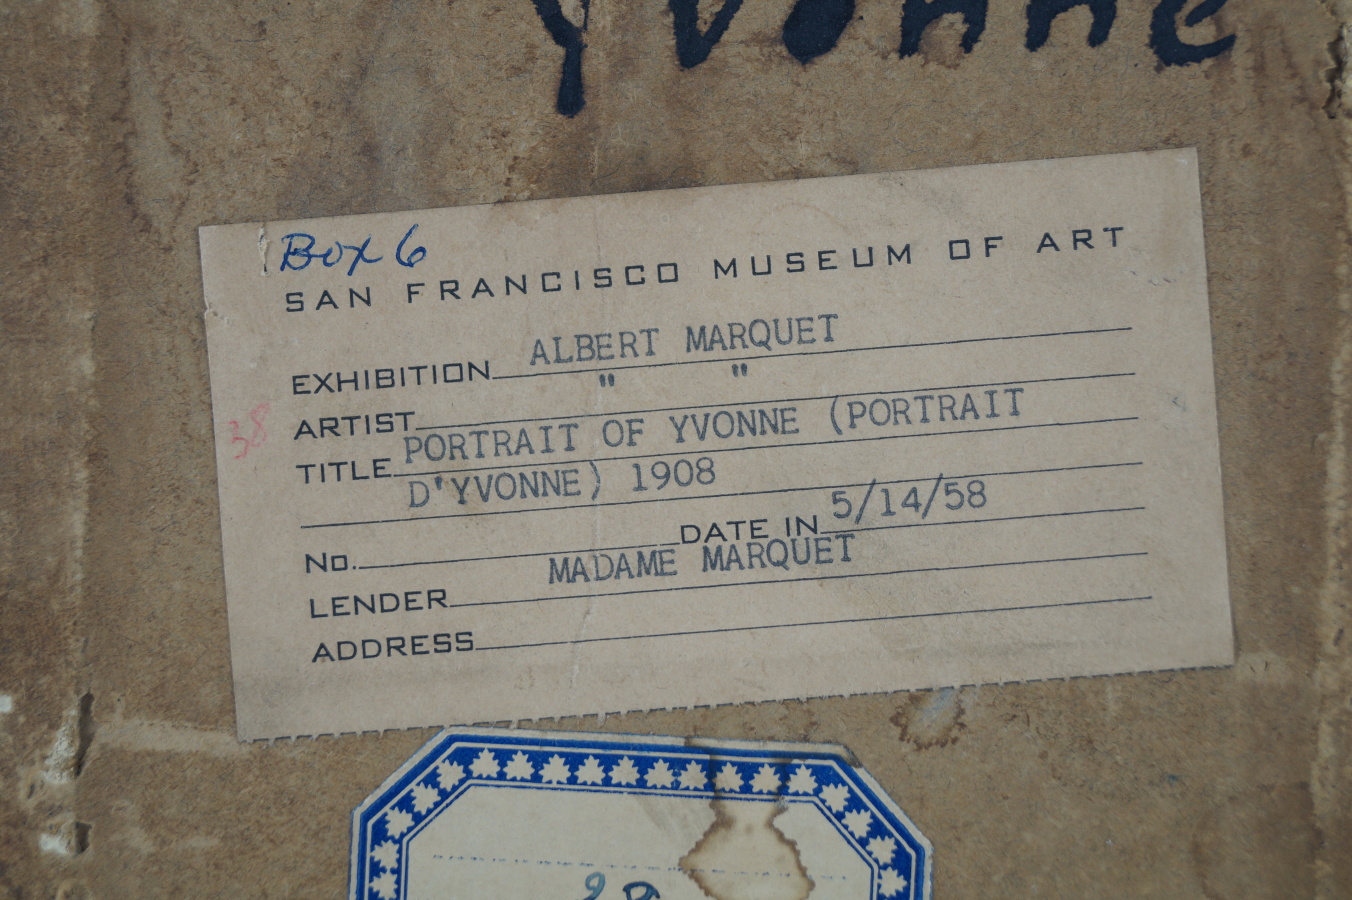 Yvonne
Box 6
SAN FRANCISCO MUSEUM OF ART
EXHIBITION ALBERT MARQUET
ARTIST " "
TITLE PORTRAIT OF YVONNE (PORTRAIT
D'YVONNE) 1908
No. DATE IN 5/14/58
LENDER MADAME MARQUET
ADDRESS
38